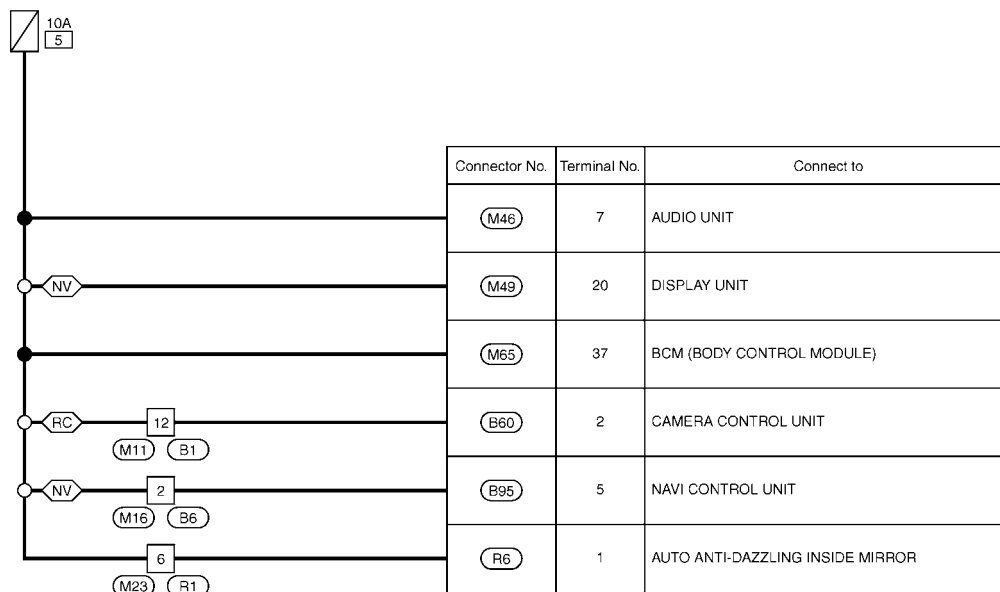 10A
5
Connector No. Terminal No. Connect to
M46 7 AUDIO UNIT
NV M49 20 DISPLAY UNIT
M65 37 BCM (BODY CONTROL MODULE)
RC 12 B60 2 CAMERA CONTROL UNIT
M11 B1
NV 2 B95 5 NAVI CONTROL UNIT
M16 B6
6 R6 1 AUTO ANTI-DAZZLING INSIDE MIRROR
M23 R1